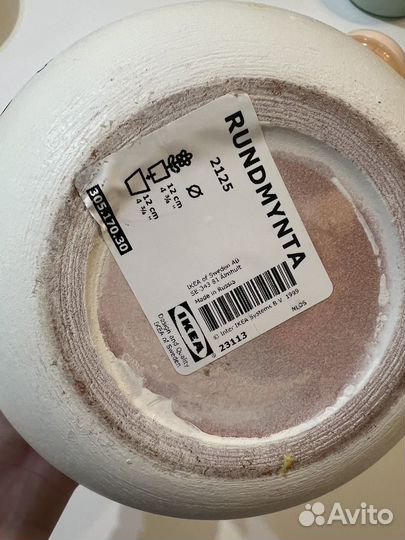 RUNDMYNTA
2125
Ø
12 cm
4 ¾ "
12 cm
4 ¾ "
305.170.30
IKEA of Sweden AB
SE-343 81 Älmhult
Made in Russia
© Inter IKEA Systems B.V. 1999
23113
NLOS
IKEA
Design and Quality
IKEA of Sweden
Avito